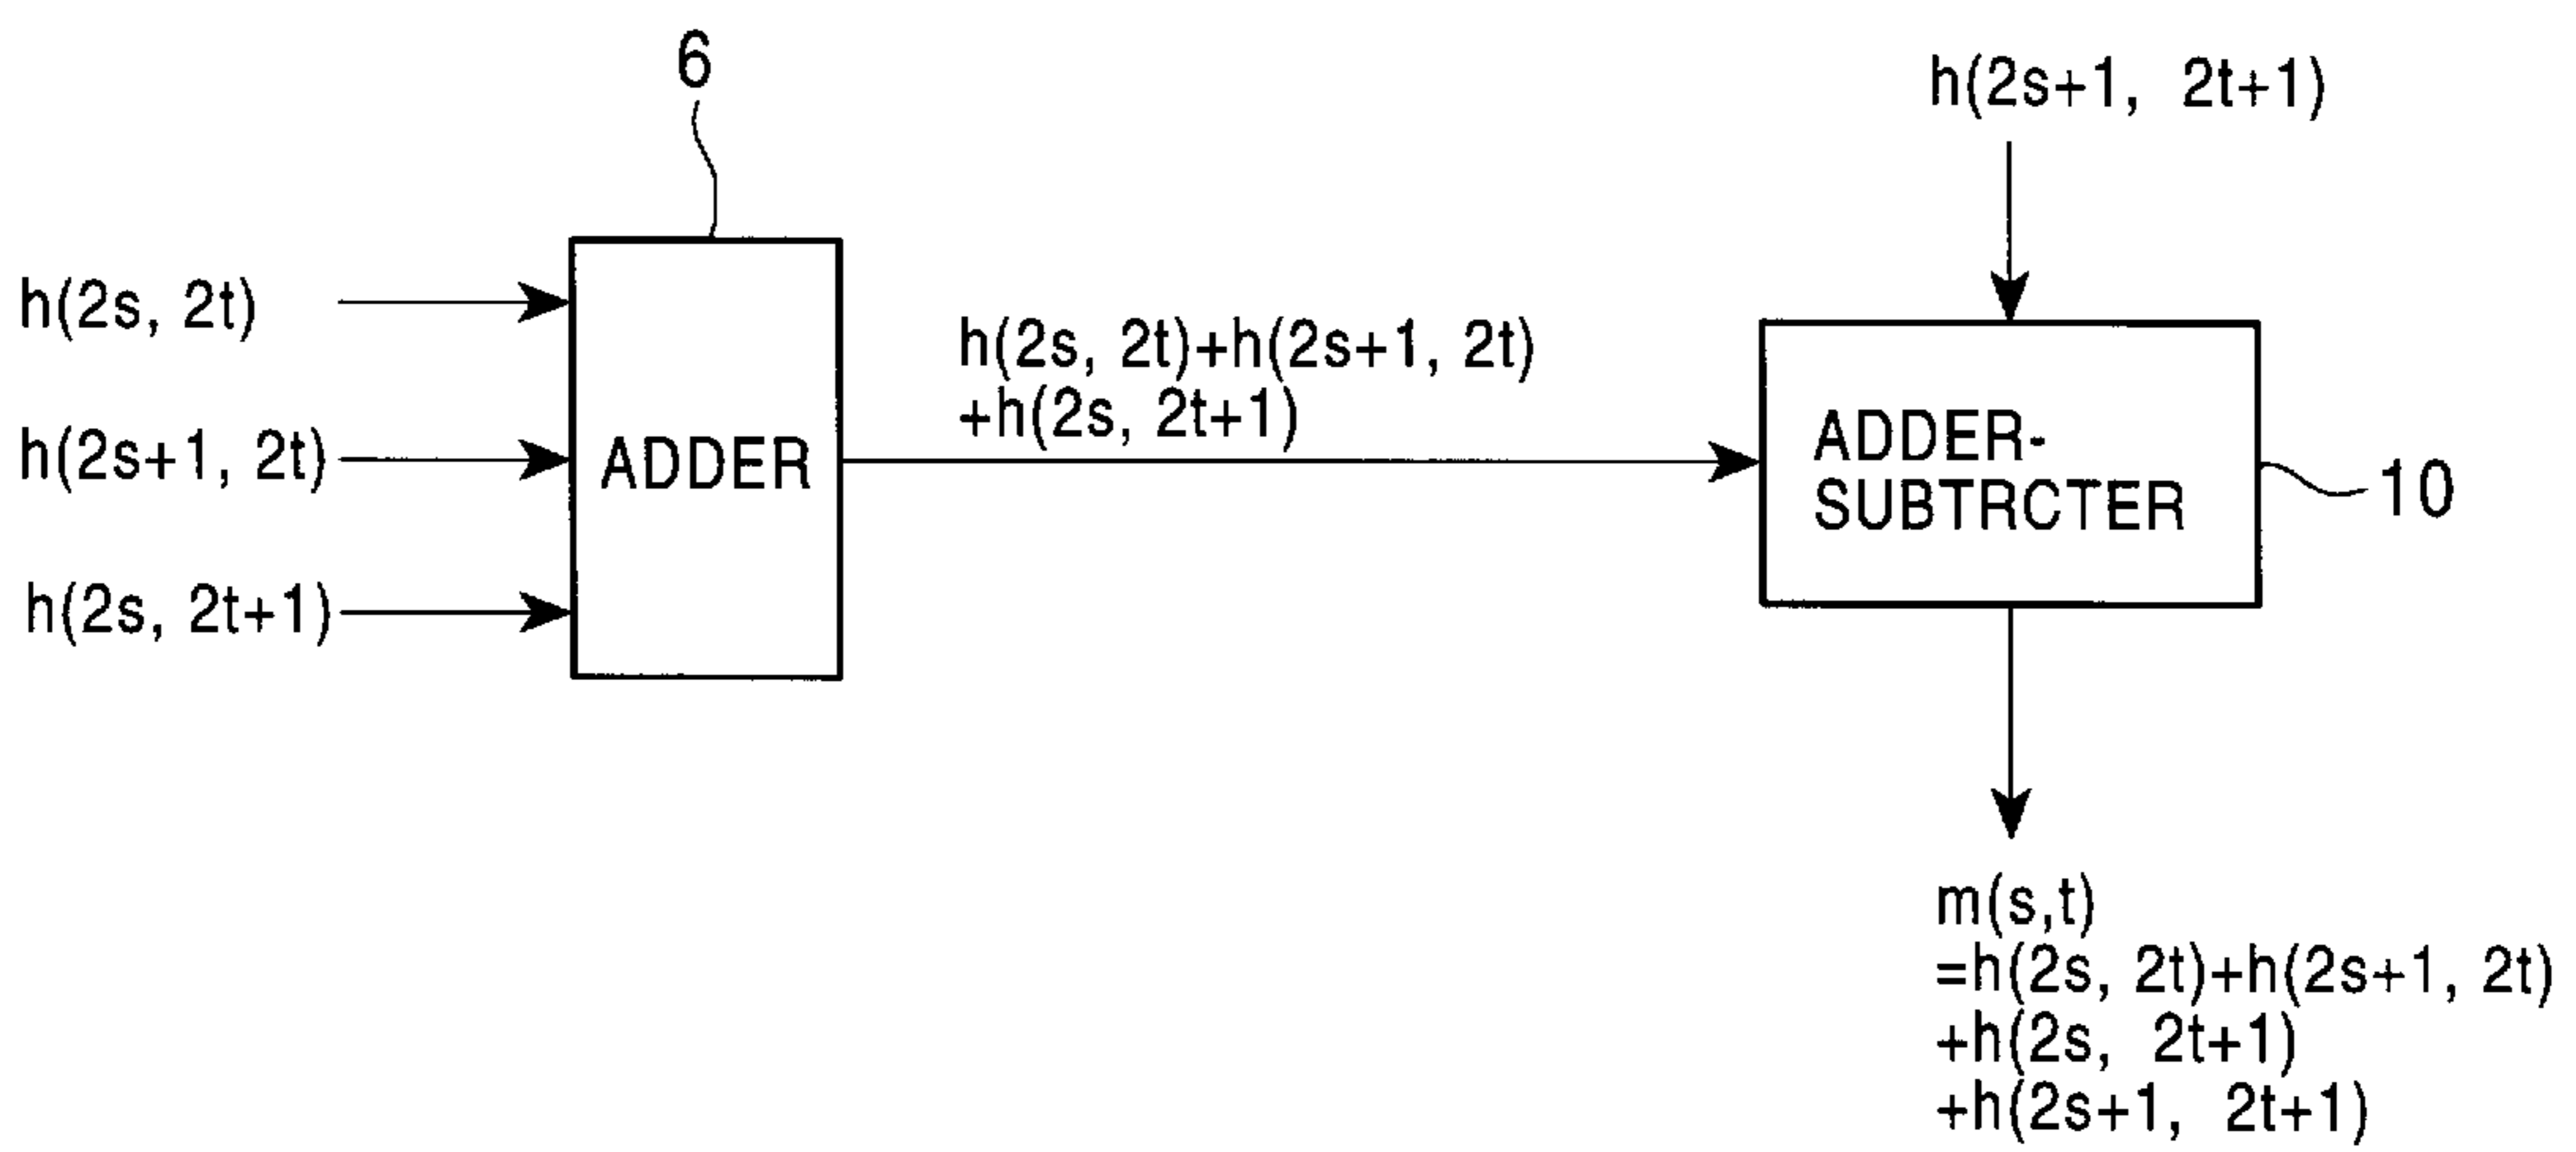 6
h(2s+1, 2t+1)
h(2s, 2t)
h(2s+1, 2t)
h(2s, 2t+1)
ADDER
h(2s, 2t)+h(2s+1, 2t)
+h(2s, 2t+1)
ADDER-
SUBTRCTER
10
m(s,t)
=h(2s, 2t)+h(2s+1, 2t)
+h(2s, 2t+1)
+h(2s+1, 2t+1)